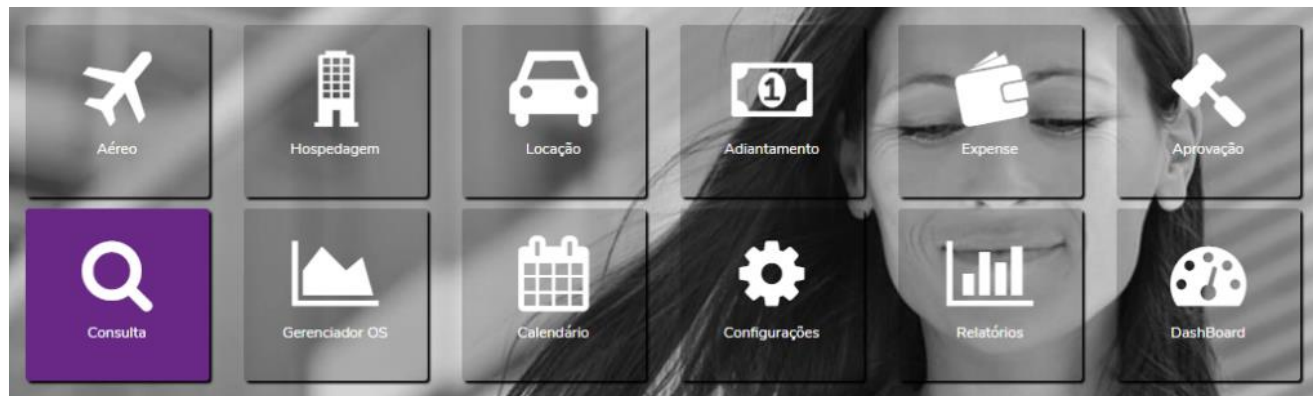 Aéreo
Hospedagem
Locação
Adiantamento
Expense
Aprovação
Consulta
Gerenciador OS
Calendário
Configurações
Relatórios
DashBoard